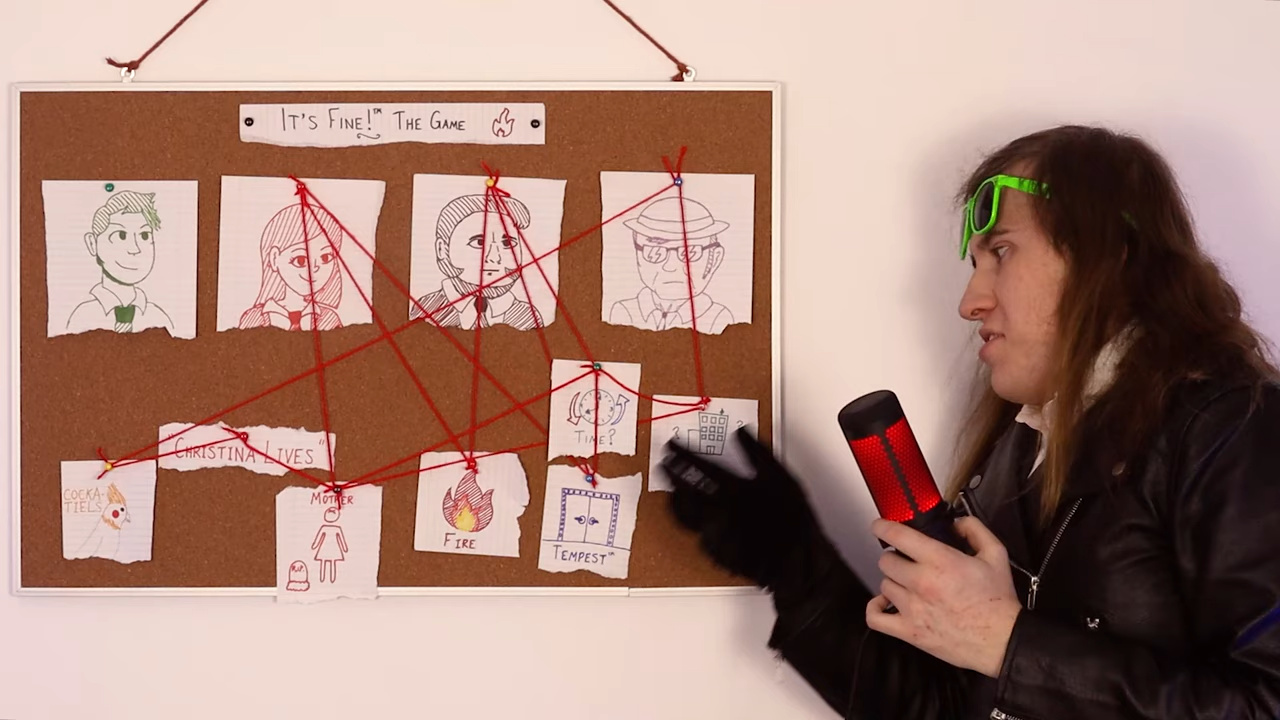 IT'S FINE!™ THE GAME
TIME?
? ?
"CHRISTINA LIVES"
COCKA-
TIELS
MOTHER
R.I.P.
FIRE
TEMPEST™